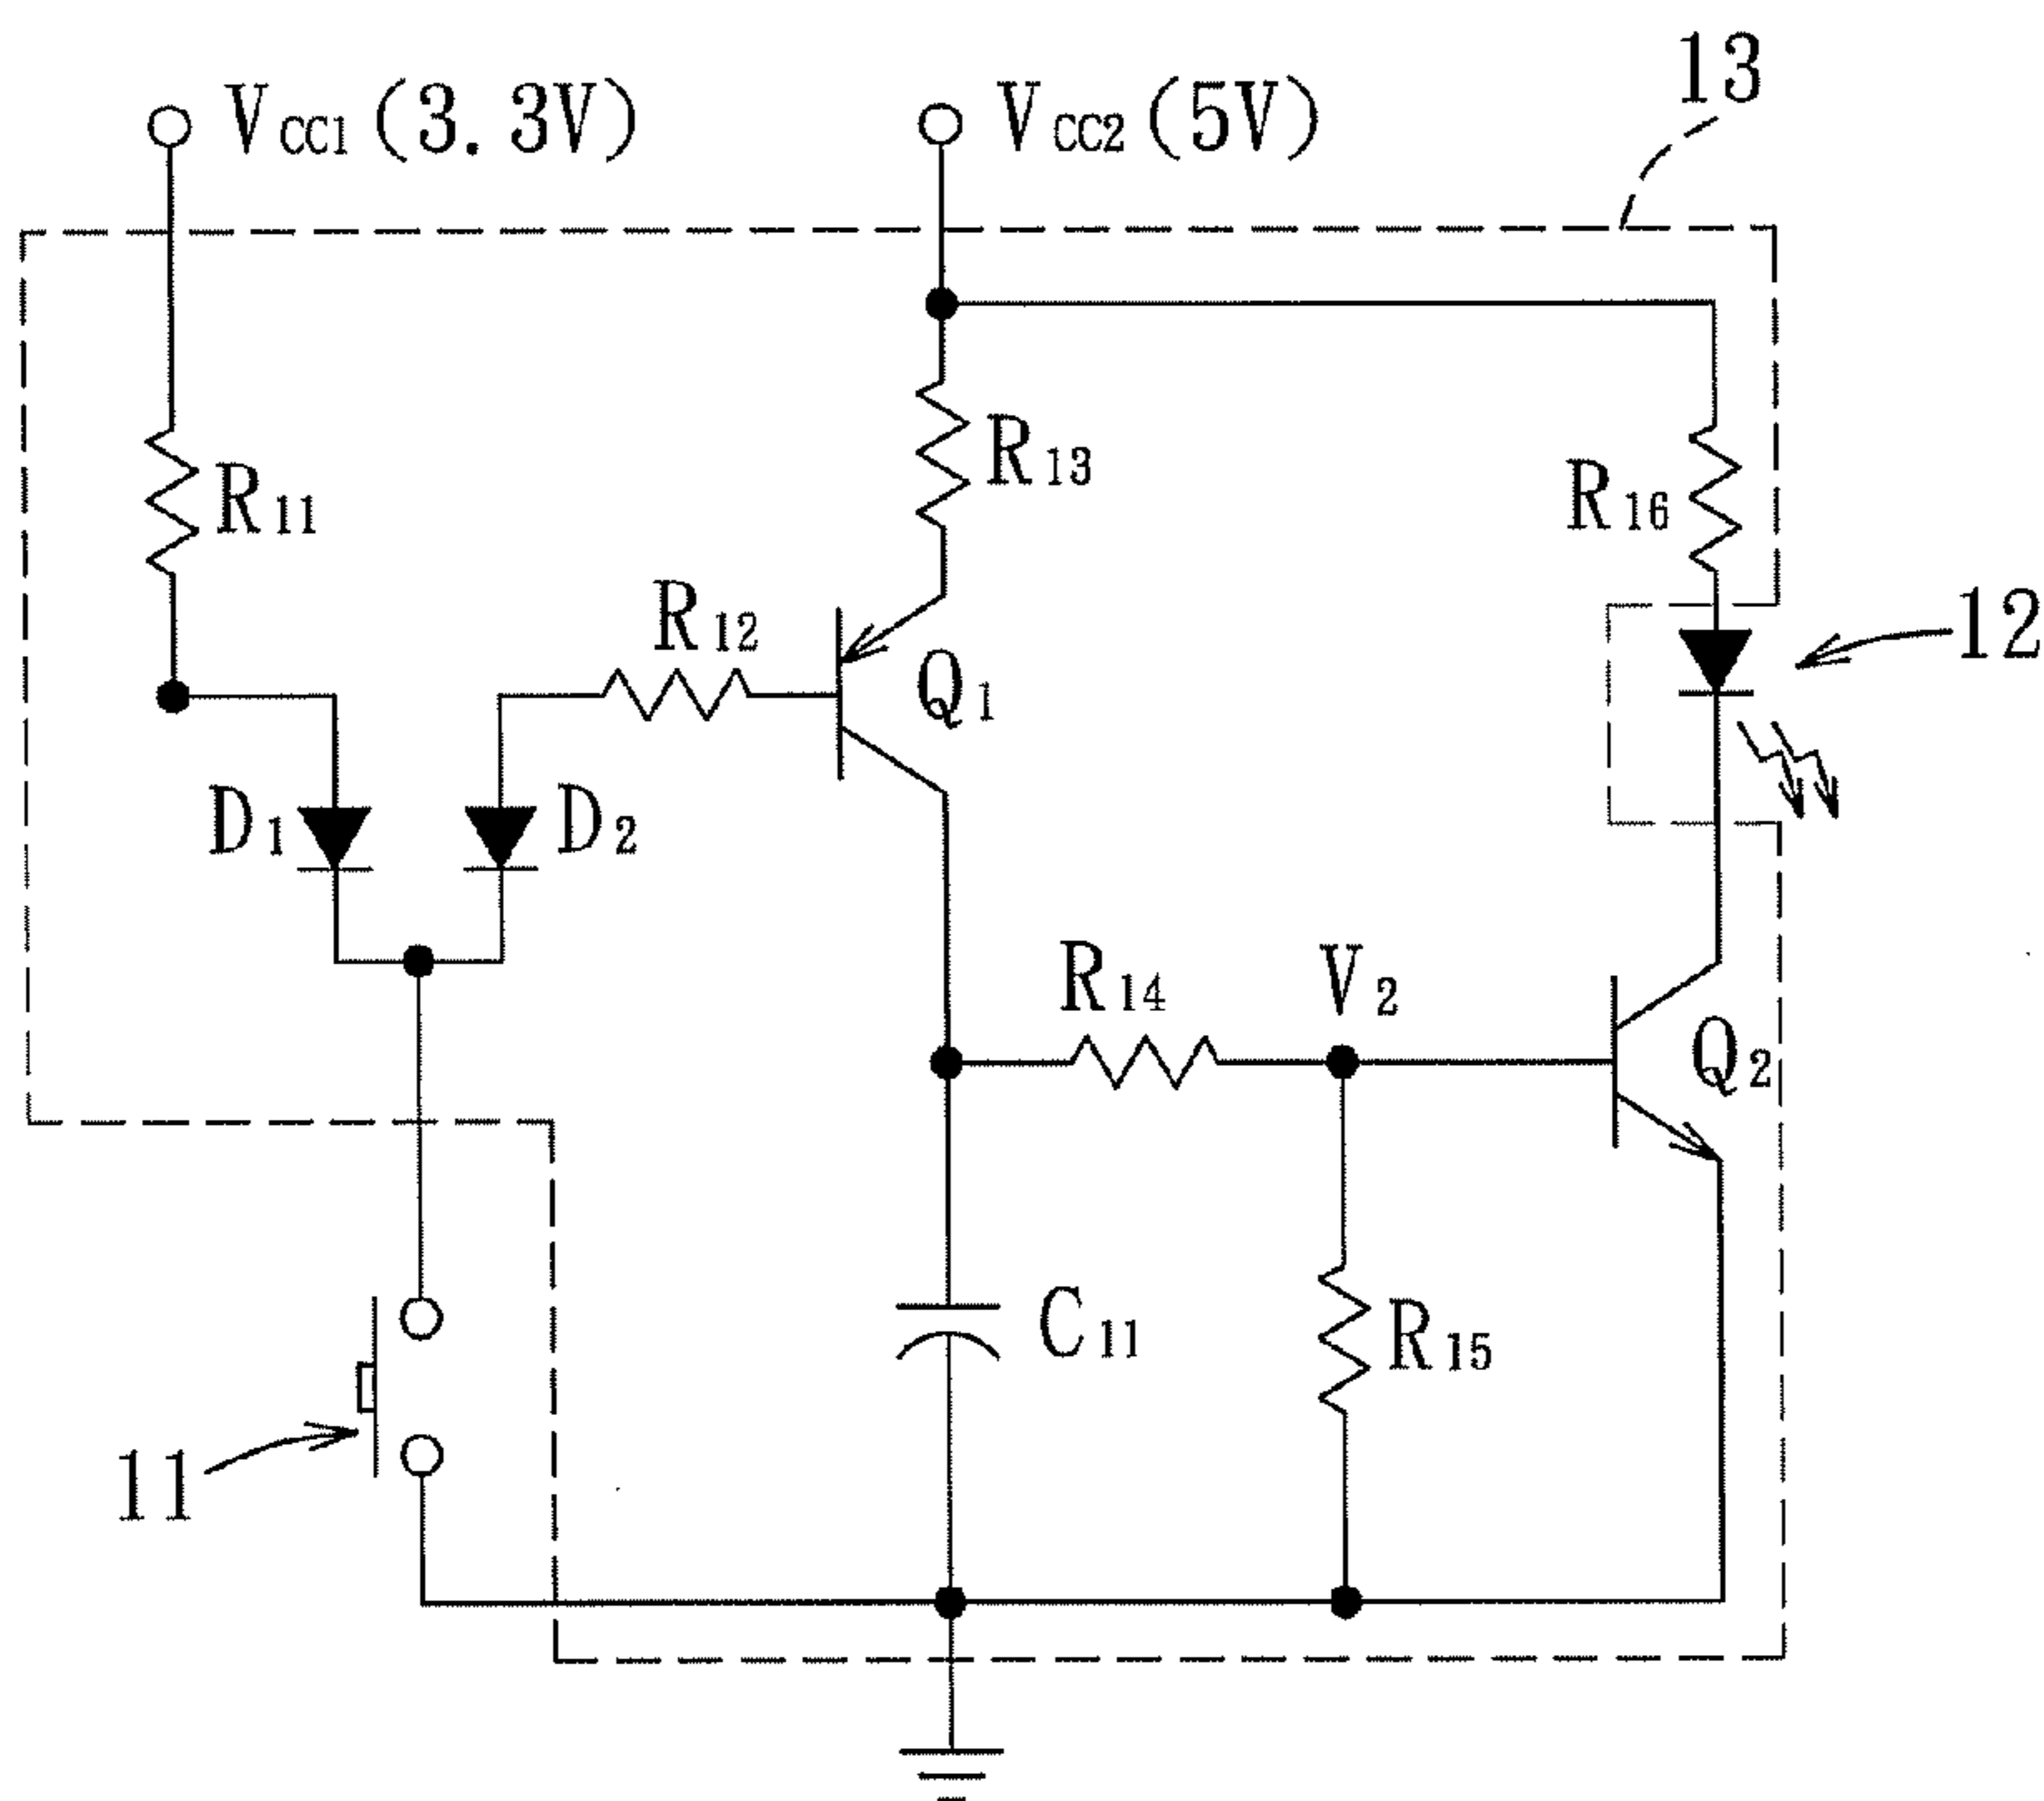 13
VCC1 (3.3V)
VCC2 (5V)
R11
R13
R16
R12
Q1
12
D1
D2
R14
V2
Q2
C11
R15
11